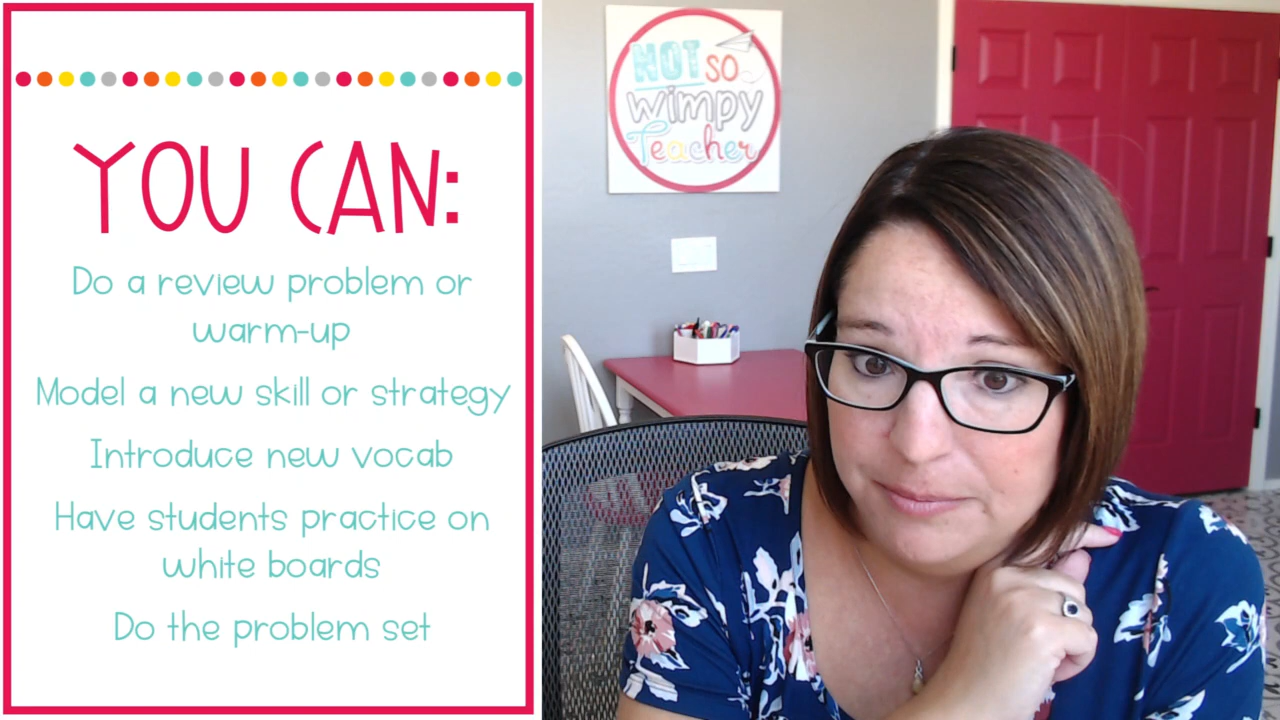 YOU CAN:
Do a review problem or
warm-up
Model a new skill or strategy
Introduce new vocab
Have students practice on
white boards
Do the problem set
NOT SO
wimpy
Teacher